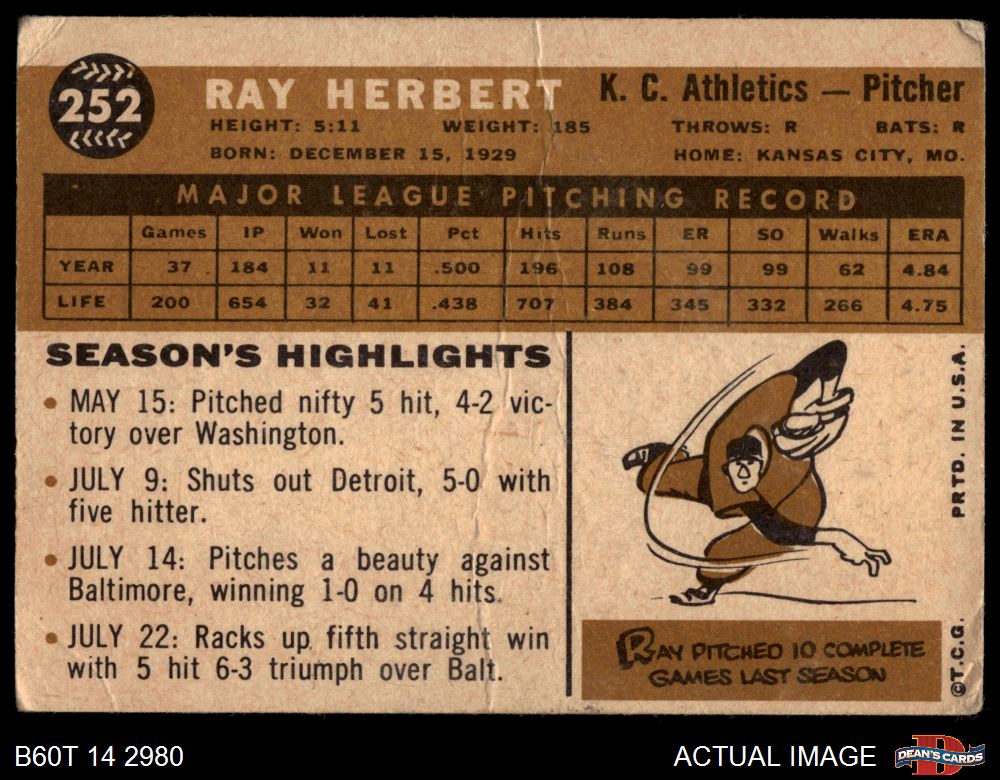 252
RAY HERBERT
K. C. Athletics — Pitcher
HEIGHT: 5:11 WEIGHT: 185 THROWS: R BATS: R
BORN: DECEMBER 15, 1929 HOME: KANSAS CITY, MO.
MAJOR LEAGUE PITCHING RECORD
Games IP Won Lost Pct Hits Runs ER SO Walks ERA
YEAR 37 184 11 11 .500 196 108 99 99 62 4.84
LIFE 200 654 32 41 .438 707 384 345 332 266 4.75
SEASON'S HIGHLIGHTS
• MAY 15: Pitched nifty 5 hit, 4-2 vic-
tory over Washington.
• JULY 9: Shuts out Detroit, 5-0 with
five hitter.
• JULY 14: Pitches a beauty against
Baltimore, winning 1-0 on 4 hits.
• JULY 22: Racks up fifth straight win
with 5 hit 6-3 triumph over Balt.
RAY PITCHED 10 COMPLETE
GAMES LAST SEASON
©T.C.G. PRTD. IN U.S.A.
B60T 14 2980
ACTUAL IMAGE
D
DEAN'S CARDS